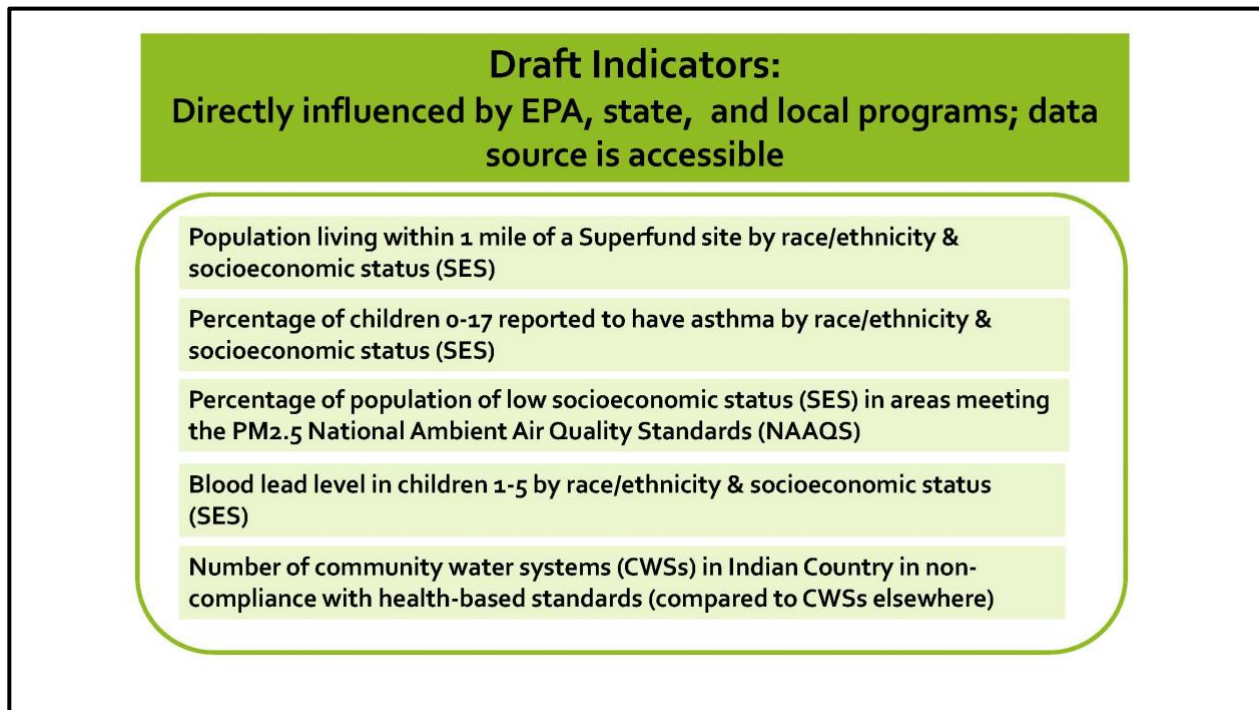 Draft Indicators:
Directly influenced by EPA, state,  and local programs; data
source is accessible
Population living within 1 mile of a Superfund site by race/ethnicity &
socioeconomic status (SES)
Percentage of children 0-17 reported to have asthma by race/ethnicity &
socioeconomic status (SES)
Percentage of population of low socioeconomic status (SES) in areas meeting
the PM2.5 National Ambient Air Quality Standards (NAAQS)
Blood lead level in children 1-5 by race/ethnicity & socioeconomic status
(SES)
Number of community water systems (CWSs) in Indian Country in non-
compliance with health-based standards (compared to CWSs elsewhere)